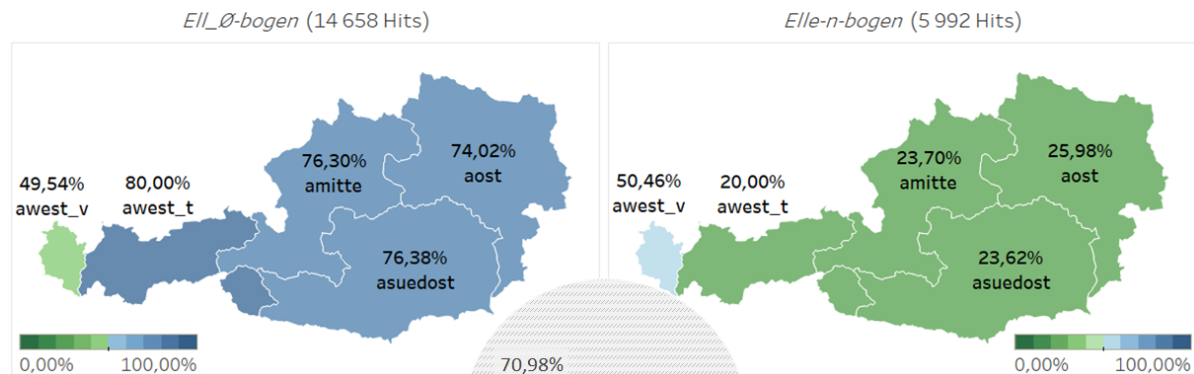 Ell_Ø-bogen (14 658 Hits)
49,54%
awest_v
80,00%
awest_t
76,30%
amitte
74,02%
aost
76,38%
asuedost
0,00%
100,00%
Elle-n-bogen (5 992 Hits)
50,46%
awest_v
20,00%
awest_t
23,70%
amitte
25,98%
aost
23,62%
asuedost
0,00%
100,00%
70,98%